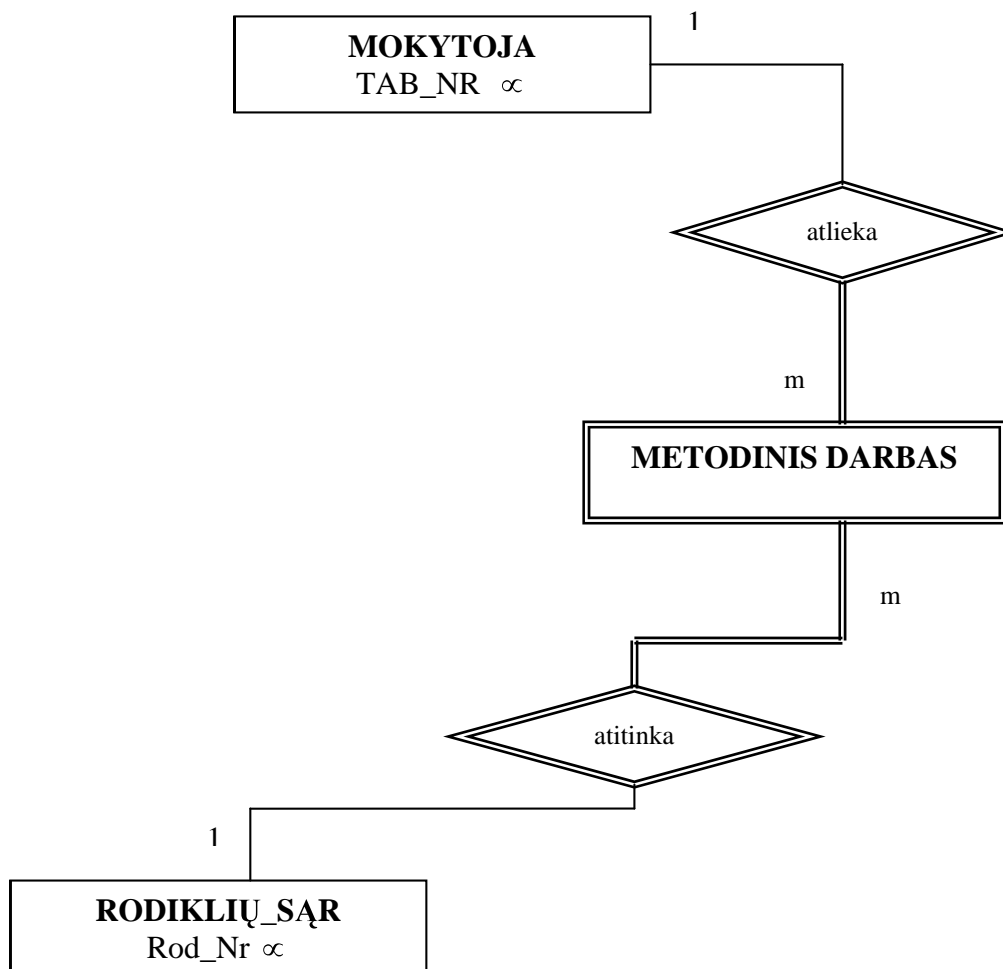 1
MOKYTOJA
TAB_NR ∝
atlieka
m
METODINIS DARBAS
m
atitinka
1
RODIKLIŲ_SĄR
Rod_Nr ∝